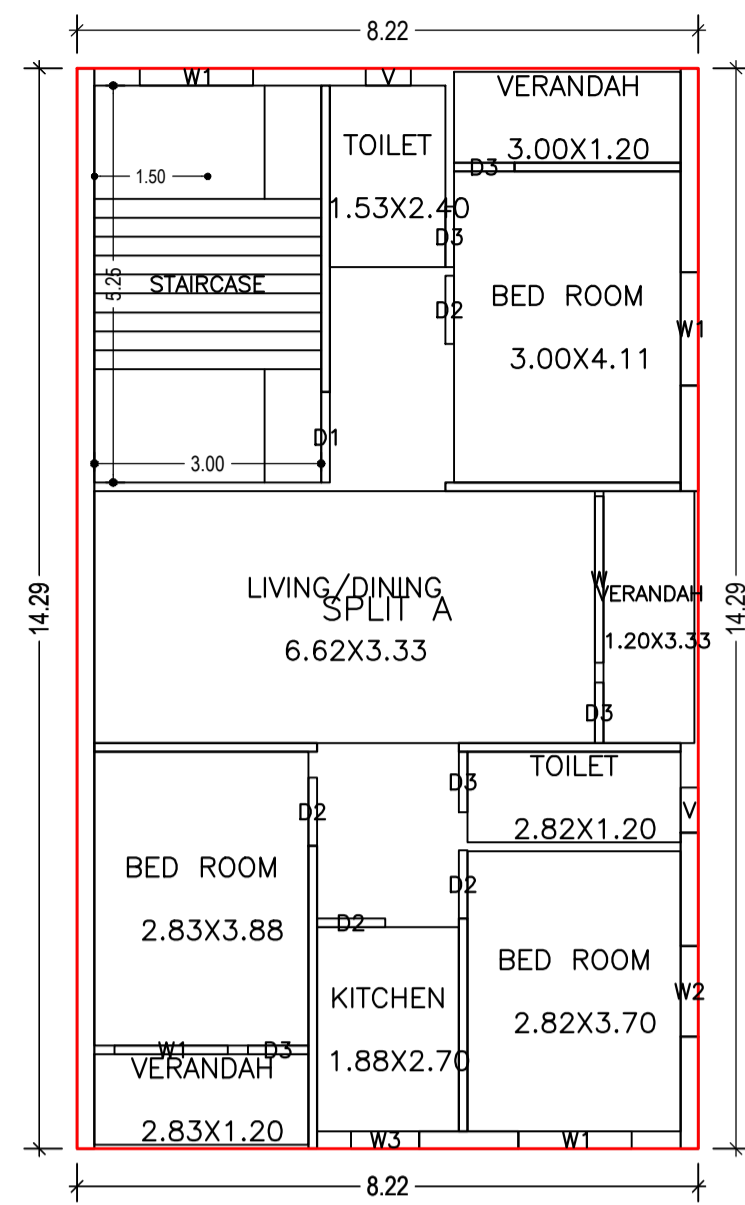 8.22
W1
V
VERANDAH
3.00X1.20
TOILET
1.53X2.40
1.50
D3
D3
5.25
STAIRCASE
D2
BED ROOM
3.00X4.11
W1
D1
3.00
14.29
14.29
LIVING/DINING
SPLIT A
6.62X3.33
W
VERANDAH
1.20X3.33
D3
TOILET
2.82X1.20
D3
V
D2
BED ROOM
2.83X3.88
D2
D2
BED ROOM
2.82X3.70
W2
KITCHEN
1.88X2.70
W1
D3
VERANDAH
2.83X1.20
W3
W1
8.22